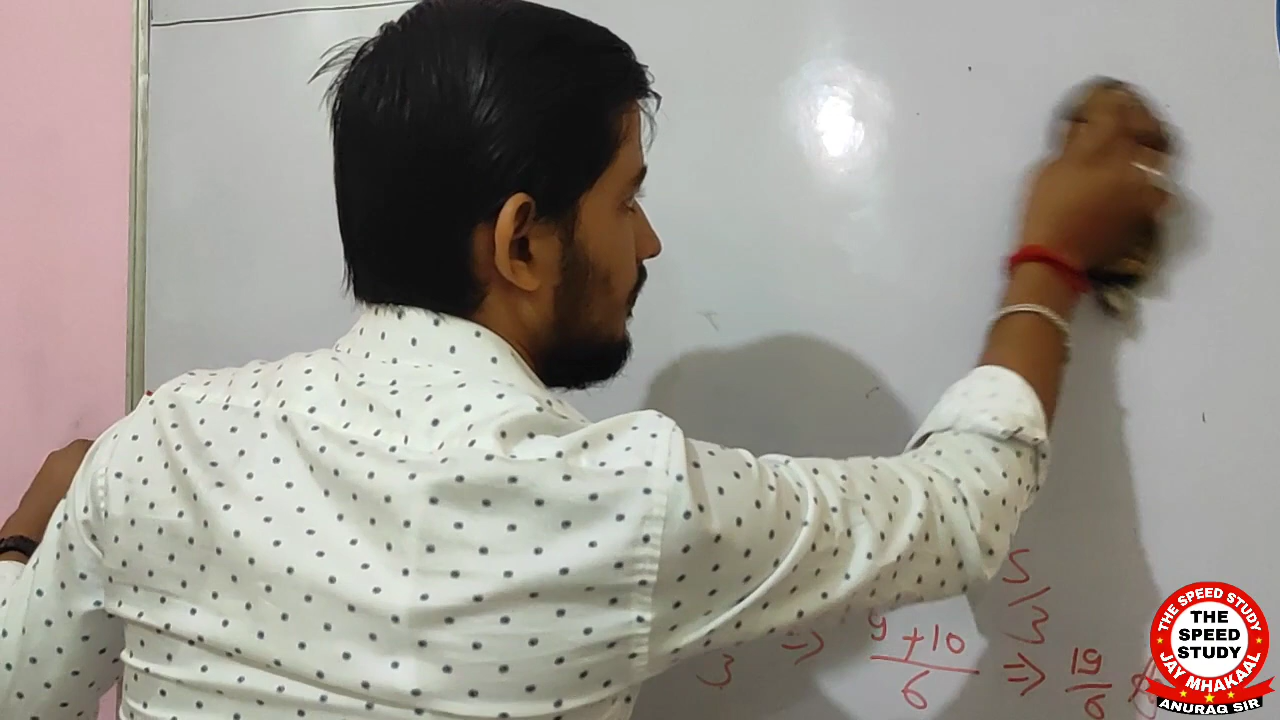 5/3
3 => 9+10/6 => 19/6
THE SPEED STUDY
THE
SPEED
STUDY
JAY MHAKAAL
ANURAG SIR